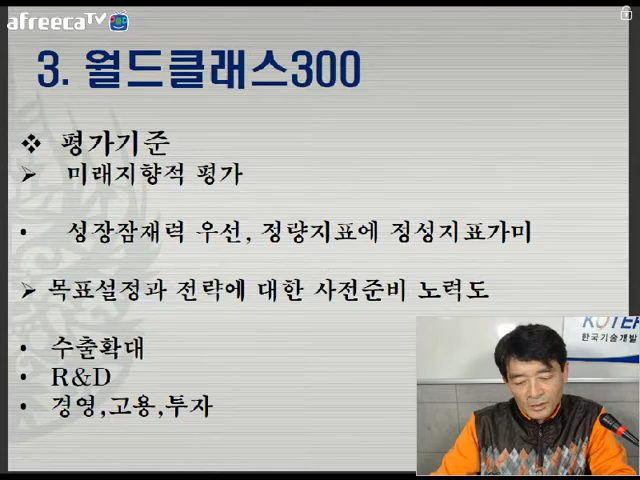 afreecaTV
3. 월드클래스300
❖ 평가기준
➢ 미래지향적 평가
• 성장잠재력 우선, 정량지표에 정성지표가미
➢ 목표설정과 전략에 대한 사전준비 노력도
• 수출확대
• R&D
• 경영,고용,투자
한국기술개발